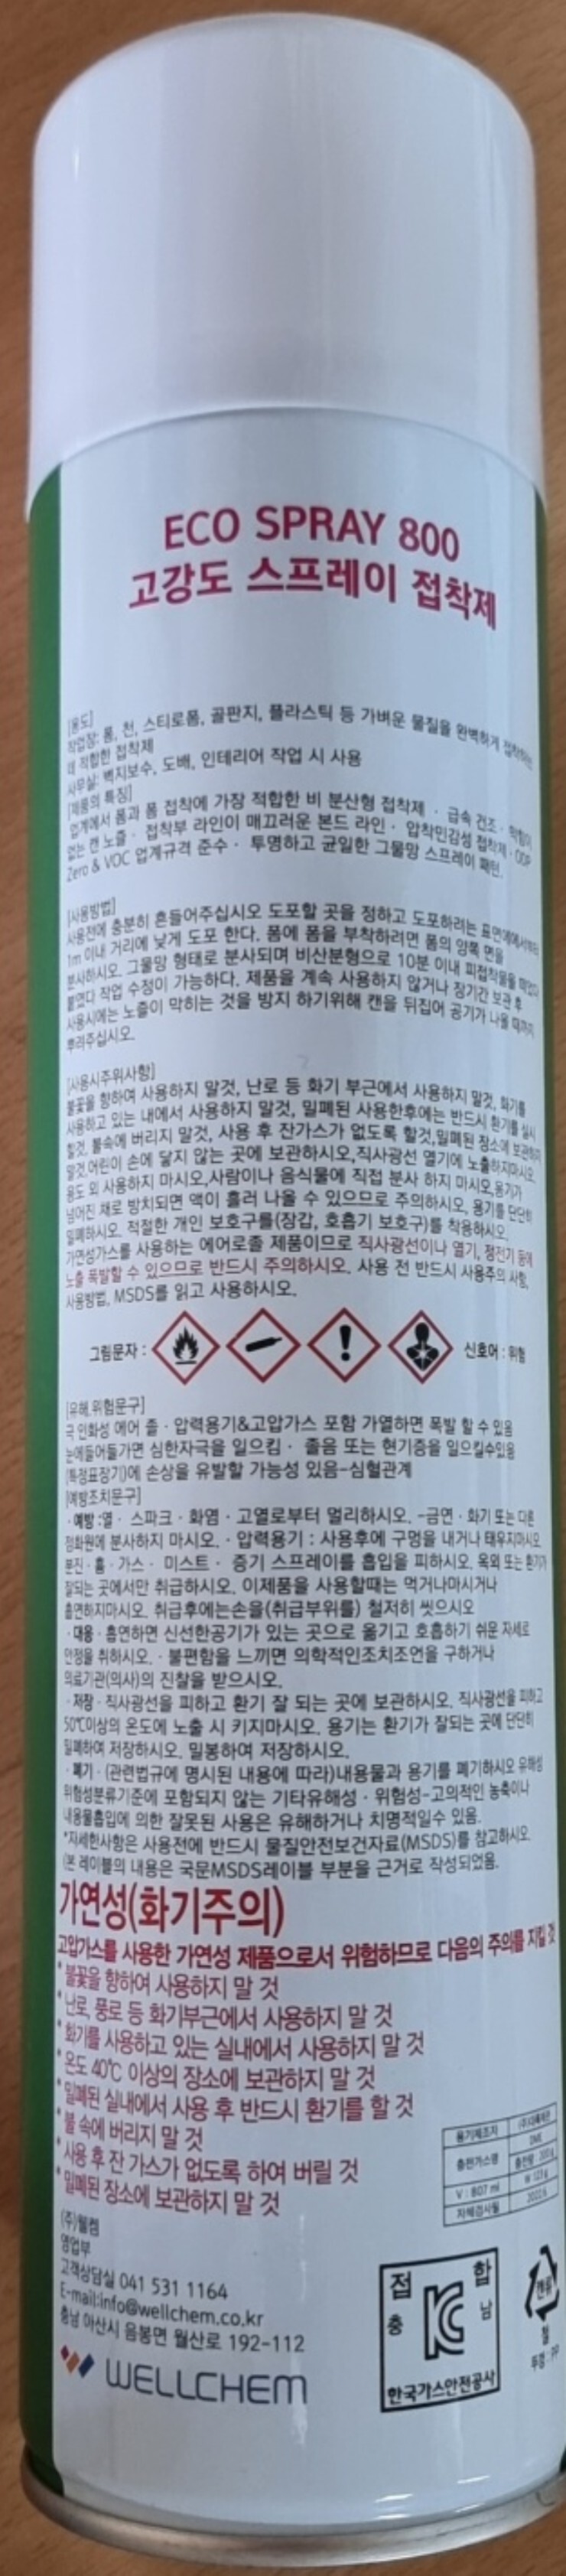 ECO SPRAY 800
고강도 스프레이 접착제
[용도]
작업장: 폼, 천, 스티로폼, 골판지, 플라스틱 등 가벼운 물질을 완벽하게 접착하는
데 적합한 접착제
사무실: 벽지보수, 도배, 인테리어 작업 시 사용
[제품의 특징]
업계에서 폼과 폼 접착에 가장 적합한 비 분산형 접착제 · 급속 건조 · 막힘이
없는 캔 노즐 · 접착부 라인이 매끄러운 본드 라인 · 압착민감성 접착제 · ODP
Zero & VOC 업계규격 준수 · 투명하고 균일한 그물망 스프레이 패턴.
[사용방법]
사용전에 충분히 흔들어주십시오 도포할 곳을 정하고 도포하려는 표면에서부터
1m 이내 거리에 낮게 도포 한다. 폼에 폼을 부착하려면 폼의 양쪽 면을
분사하시오. 그물망 형태로 분사되며 비산분형으로 10분 이내 피접착물을 떼었다
붙였다 작업 수정이 가능하다. 제품을 계속 사용하지 않거나 장기간 보관 후
사용시에는 노즐이 막히는 것을 방지 하기위해 캔을 뒤집어 공기가 나올 때까지
뿌려주십시오.
[사용시주위사항]
불꽃을 향하여 사용하지 말것, 난로 등 화기 부근에서 사용하지 말것, 화기를
사용하고 있는 내에서 사용하지 말것, 밀폐된 사용한후에는 반드시 환기를 실시
할것. 불속에 버리지 말것, 사용 후 잔가스가 없도록 할것,밀폐된 장소에 보관하지
말것 어린이 손에 닿지 않는 곳에 보관하시오,직사광선 열기에 노출하지마시오.
용도 외 사용하지 마시오,사람이나 음식물에 직접 분사 하지 마시오,용기가
넘어진 채로 방치되면 액이 흘러 나올 수 있으므로 주의하시오, 용기를 단단히
밀폐하시오. 적절한 개인 보호구를(장갑, 호흡기 보호구)를 착용하시오.
가연성가스를 사용하는 에어로졸 제품이므로 직사광선이나 열기, 정전기 등에
노출 폭발할 수 있으므로 반드시 주의하시오. 사용 전 반드시 사용주의 사항,
사용방법, MSDS를 읽고 사용하시오.
그림문자 : 신호어 : 위험
[유해.위험문구]
극 인화성 에어 졸 · 압력용기&고압가스 포함 가열하면 폭발 할 수 있음
눈에들어들가면 심한자극을 일으킴 · 졸음 또는 현기증을 일으킬수있음
(특정표장기)에 손상을 유발할 가능성 있음-심혈관계
[예방조치문구]
· 예방 :열 · 스파크 · 화염 · 고열로부터 멀리하시오. -금연 · 화기 또는 다른
점화원에 분사하지 마시오. · 압력용기 : 사용후에 구멍을 내거나 태우지마시오
분진 · 흄 · 가스 · 미스트 · 증기 스프레이를 흡입을 피하시오. 옥외 또는 환기가
잘되는 곳에서만 취급하시오. 이제품을 사용할때는 먹거나마시거나
흡연하지마시오. 취급후에는손을(취급부위를) 철저히 씻으시오
· 대응 · 흡연하면 신선한공기가 있는 곳으로 옮기고 호흡하기 쉬운 자세로
안정을 취하시오. · 불편함을 느끼면 의학적인조치조언을 구하거나
의료기관(의사)의 진찰을 받으시오.
· 저장 · 직사광선을 피하고 환기 잘 되는 곳에 보관하시오. 직사광선을 피하고
50℃이상의 온도에 노출 시 키지마시오. 용기는 환기가 잘되는 곳에 단단히
밀폐하여 저장하시오. 밀봉하여 저장하시오.
· 폐기 · (관련법규에 명시된 내용에 따라)내용물과 용기를 폐기하시오 유해성
위험성분류기준에 포함되지 않는 기타유해성 · 위험성-고의적인 농축이나
내용물흡입에 의한 잘못된 사용은 유해하거나 치명적일수 있음.
*자세한사항은 사용전에 반드시 물질안전보건자료(MSDS)를 참고하시오
(본 레이블의 내용은 국문MSDS레이블 부분을 근거로 작성되었음.
가연성(화기주의)
고압가스를 사용한 가연성 제품으로서 위험하므로 다음의 주의를 지킬 것
* 불꽃을 향하여 사용하지 말 것
* 난로, 풍로 등 화기부근에서 사용하지 말 것
* 화기를 사용하고 있는 실내에서 사용하지 말 것
* 온도 40℃ 이상의 장소에 보관하지 말 것
* 밀폐된 실내에서 사용 후 반드시 환기를 할 것
* 불 속에 버리지 말 것
* 사용 후 잔 가스가 없도록 하여 버릴 것
* 밀폐된 장소에 보관하지 말 것
용기제조자
충전가스명 DME
V : 807 ml
자체검사월
(주)웰켐
영업부
고객상담실 041 531 1164
E-mail:info@wellchem.co.kr
충남 아산시 음봉면 월산로 192-112
WELLCHEM
접 합
충 남
KC
한국가스안전공사
캔류
철
뚜껑 : PP